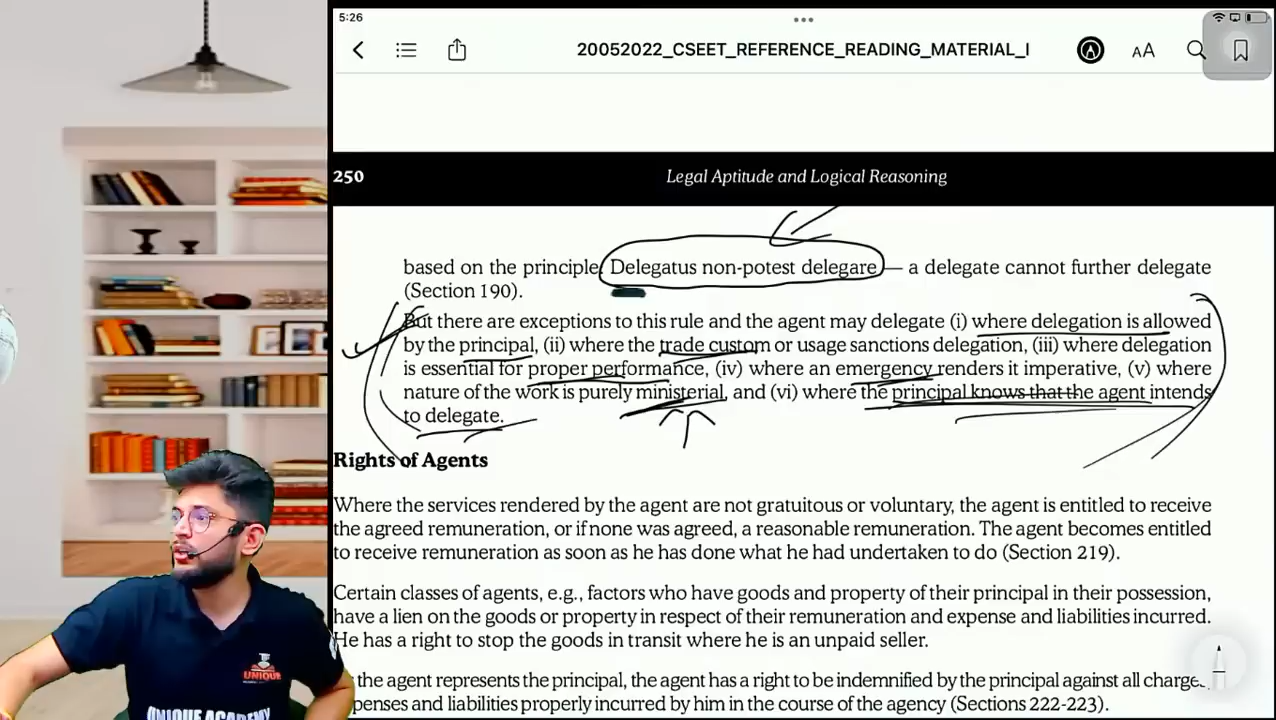 5:26
20052022_CSEET_REFERENCE_READING_MATERIAL_I
AA
250
Legal Aptitude and Logical Reasoning
based on the principle Delegatus non-potest delegare — a delegate cannot further delegate
(Section 190).
But there are exceptions to this rule and the agent may delegate (i) where delegation is allowed
by the principal, (ii) where the trade custom or usage sanctions delegation, (iii) where delegation
is essential for proper performance, (iv) where an emergency renders it imperative, (v) where
nature of the work is purely ministerial, and (vi) where the principal knows that the agent intends
to delegate.
Rights of Agents
Where the services rendered by the agent are not gratuitous or voluntary, the agent is entitled to receive
the agreed remuneration, or if none was agreed, a reasonable remuneration. The agent becomes entitled
to receive remuneration as soon as he has done what he had undertaken to do (Section 219).
Certain classes of agents, e.g., factors who have goods and property of their principal in their possession,
have a lien on the goods or property in respect of their remuneration and expense and liabilities incurred.
He has a right to stop the goods in transit where he is an unpaid seller.
the agent represents the principal, the agent has a right to be indemnified by the principal against all charges,
penses and liabilities properly incurred by him in the course of the agency (Sections 222-223).
UNIQUE
UNIQUE ACADEMY